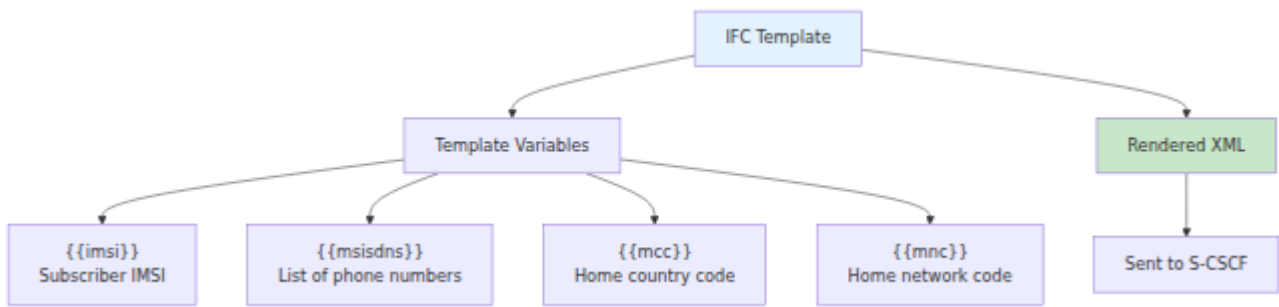 IFC Template
Template Variables
Rendered XML
{{imsi}}
Subscriber IMSI
{{msisdns}}
List of phone numbers
{{mcc}}
Home country code
{{mnc}}
Home network code
Sent to S-CSCF